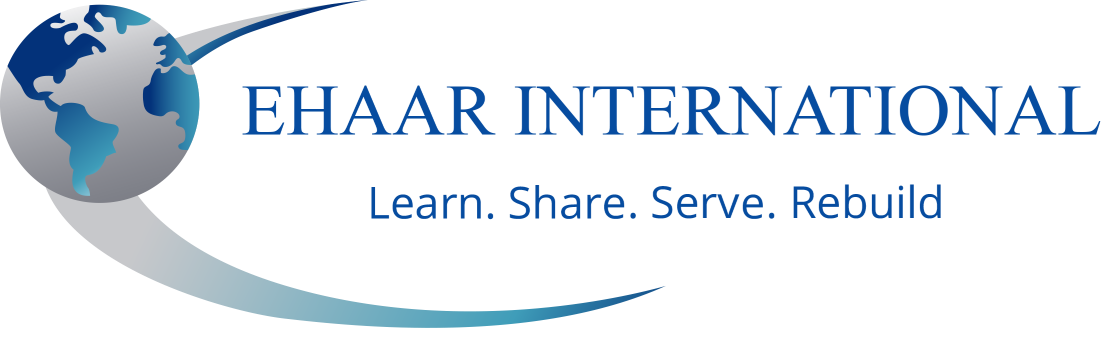 EHAAR INTERNATIONAL
Learn. Share. Serve. Rebuild